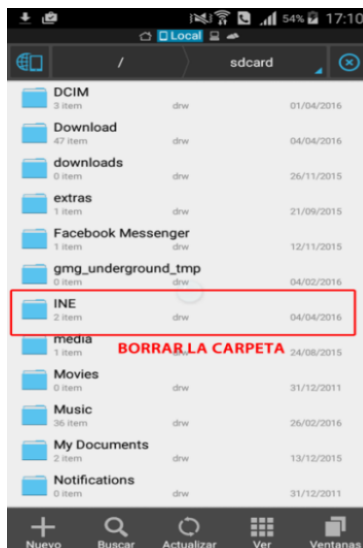 54% 17:10
Local
/ sdcard
DCIM
3 item drw 01/04/2016
Download
47 item drw 04/04/2016
downloads
0 item drw 26/11/2015
extras
1 item drw 21/09/2015
Facebook Messenger
1 item drw 12/11/2015
gmg_underground_tmp
0 item drw 04/02/2016
INE
2 item drw 04/04/2016
media
1 item drw 24/08/2015
BORRAR LA CARPETA
Movies
0 item drw 31/12/2011
Music
36 item drw 26/02/2016
My Documents
2 item drw 13/12/2015
Notifications
0 item drw 31/12/2011
Nuevo Buscar Actualizar Ver Ventanas